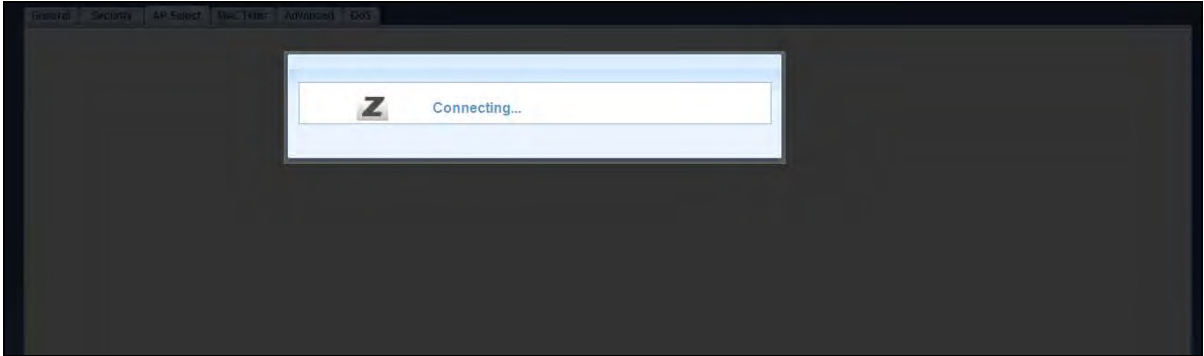 General Security AP Select MAC Filter Advanced QoS
Z Connecting...